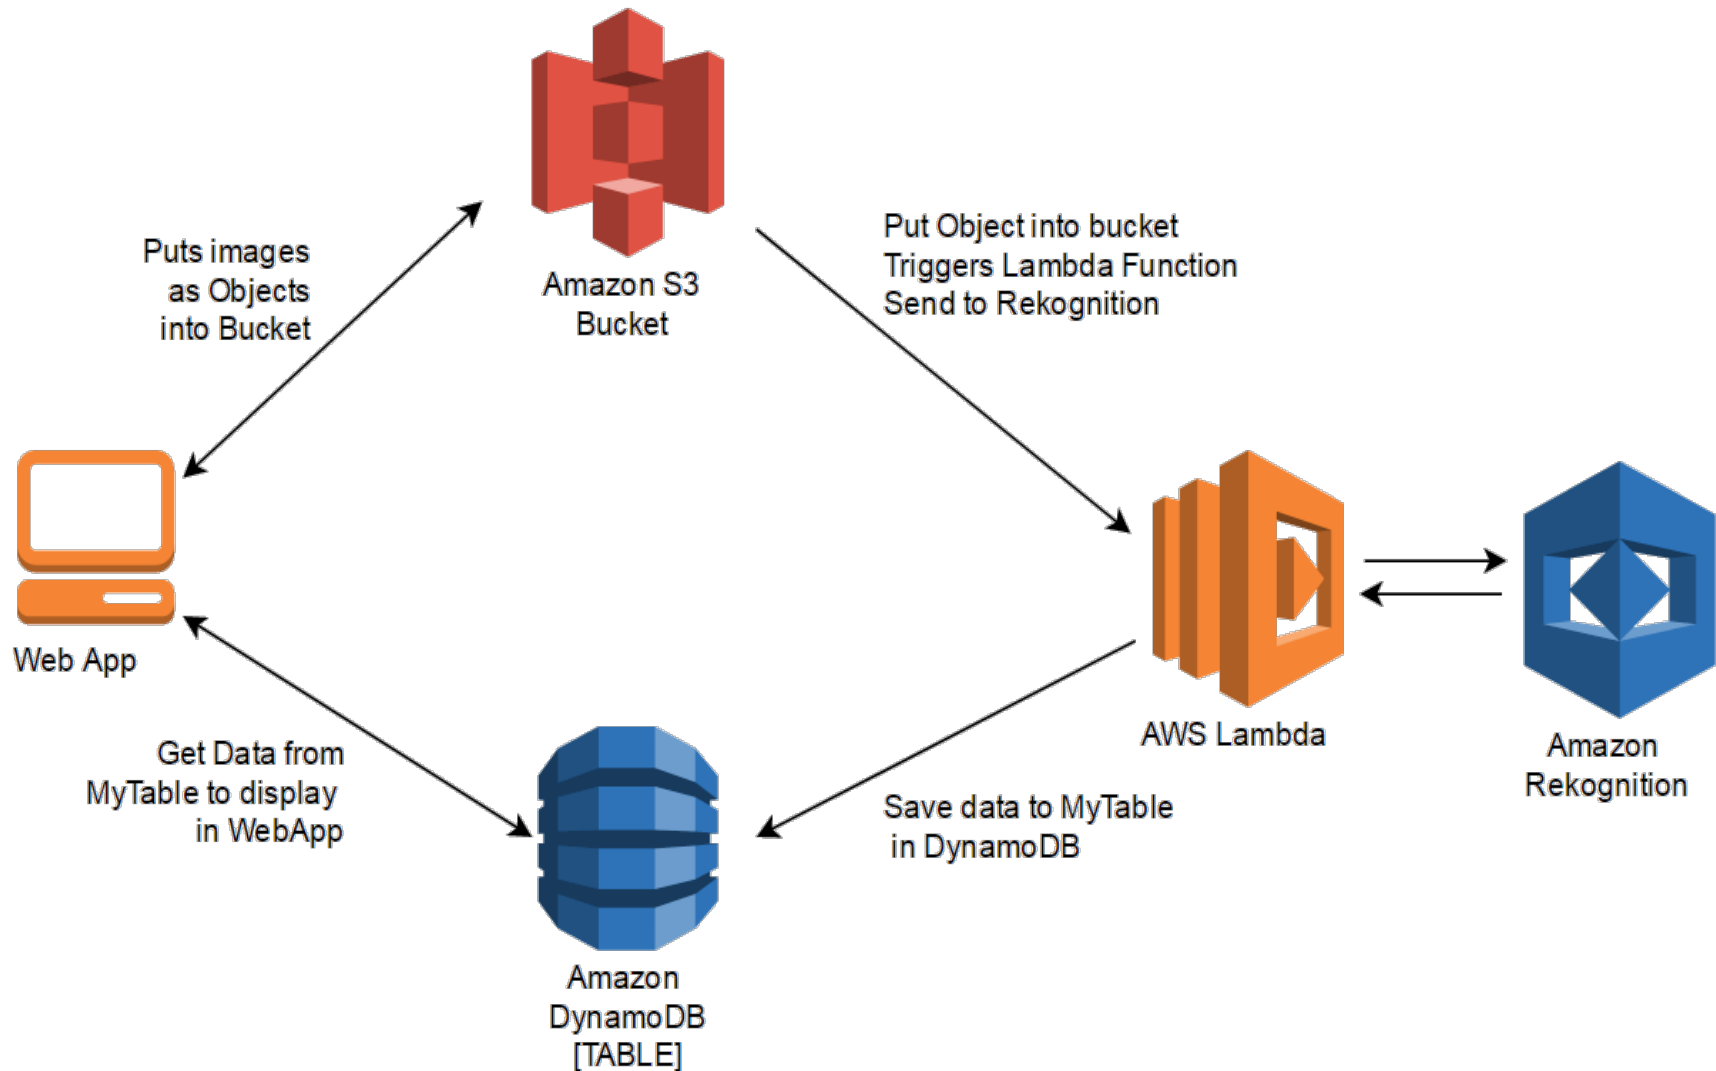 Amazon S3
Bucket
Puts images
as Objects
into Bucket
Put Object into bucket
Triggers Lambda Function
Send to Rekognition
Web App
AWS Lambda
Amazon
Rekognition
Get Data from
MyTable to display
in WebApp
Save data to MyTable
in DynamoDB
Amazon
DynamoDB
[TABLE]